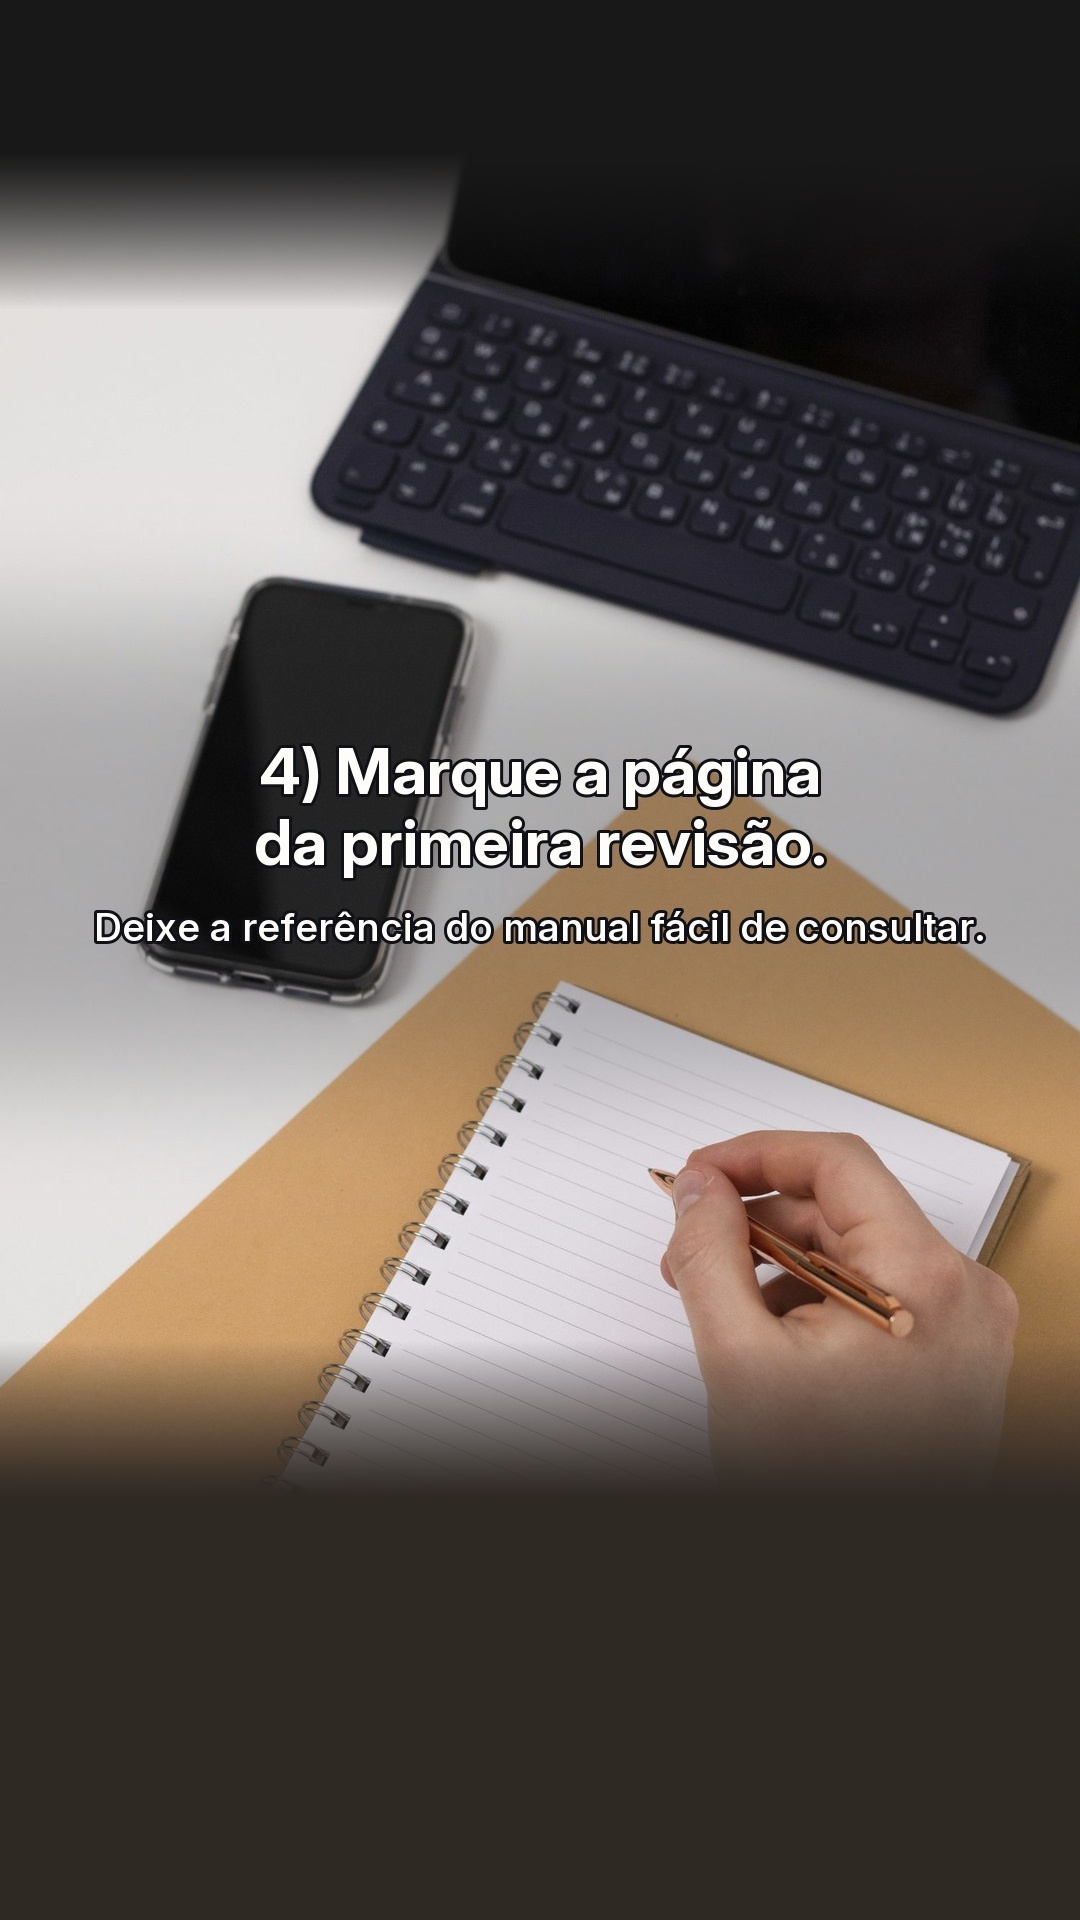 4) Marque a página
da primeira revisão.
Deixe a referência do manual fácil de consultar.